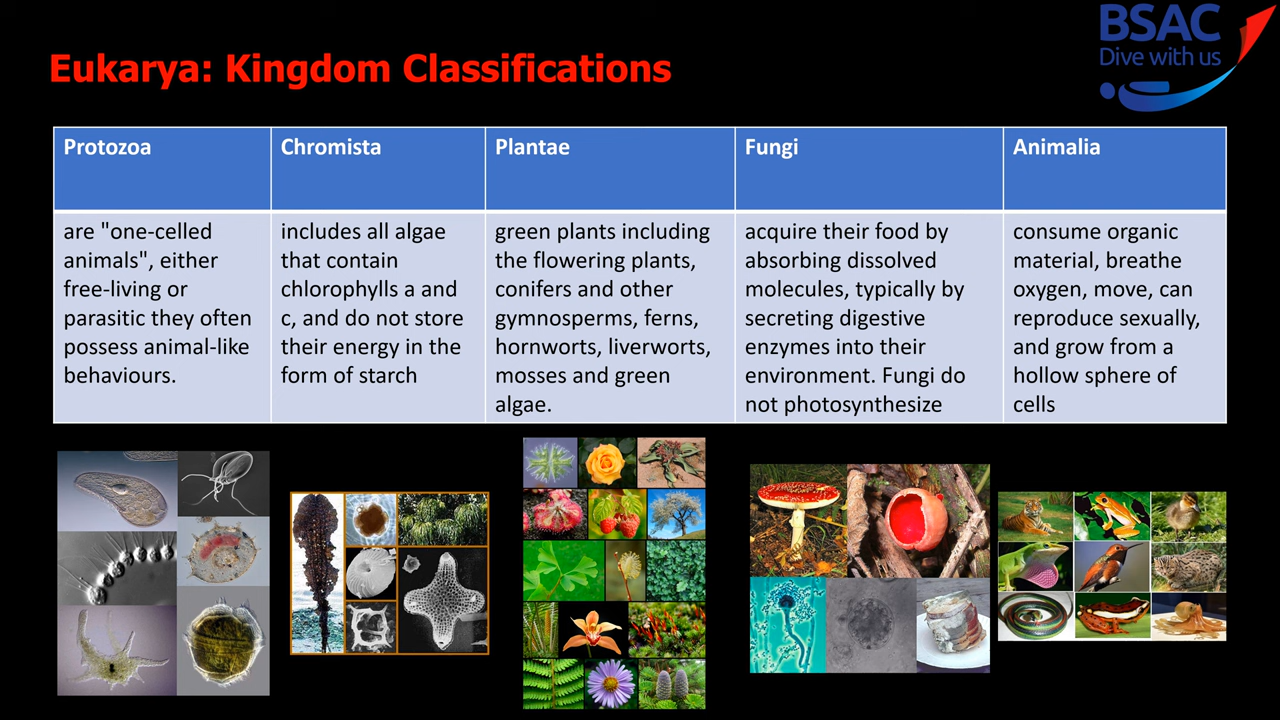 BSAC
Dive with us
Eukarya: Kingdom Classifications
Protozoa
Chromista
Plantae
Fungi
Animalia
are "one-celled
animals", either
free-living or
parasitic they often
possess animal-like
behaviours.
includes all algae
that contain
chlorophylls a and
c, and do not store
their energy in the
form of starch
green plants including
the flowering plants,
conifers and other
gymnosperms, ferns,
hornworts, liverworts,
mosses and green
algae.
acquire their food by
absorbing dissolved
molecules, typically by
secreting digestive
enzymes into their
environment. Fungi do
not photosynthesize
consume organic
material, breathe
oxygen, move, can
reproduce sexually,
and grow from a
hollow sphere of
cells